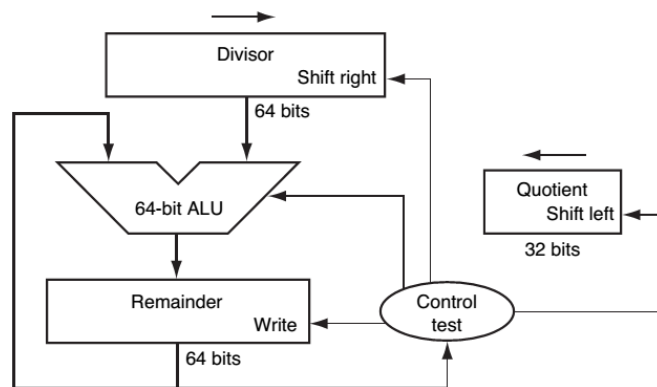 Divisor
Shift right
64 bits
64-bit ALU
Quotient
Shift left
32 bits
Remainder
Write
Control
test
64 bits